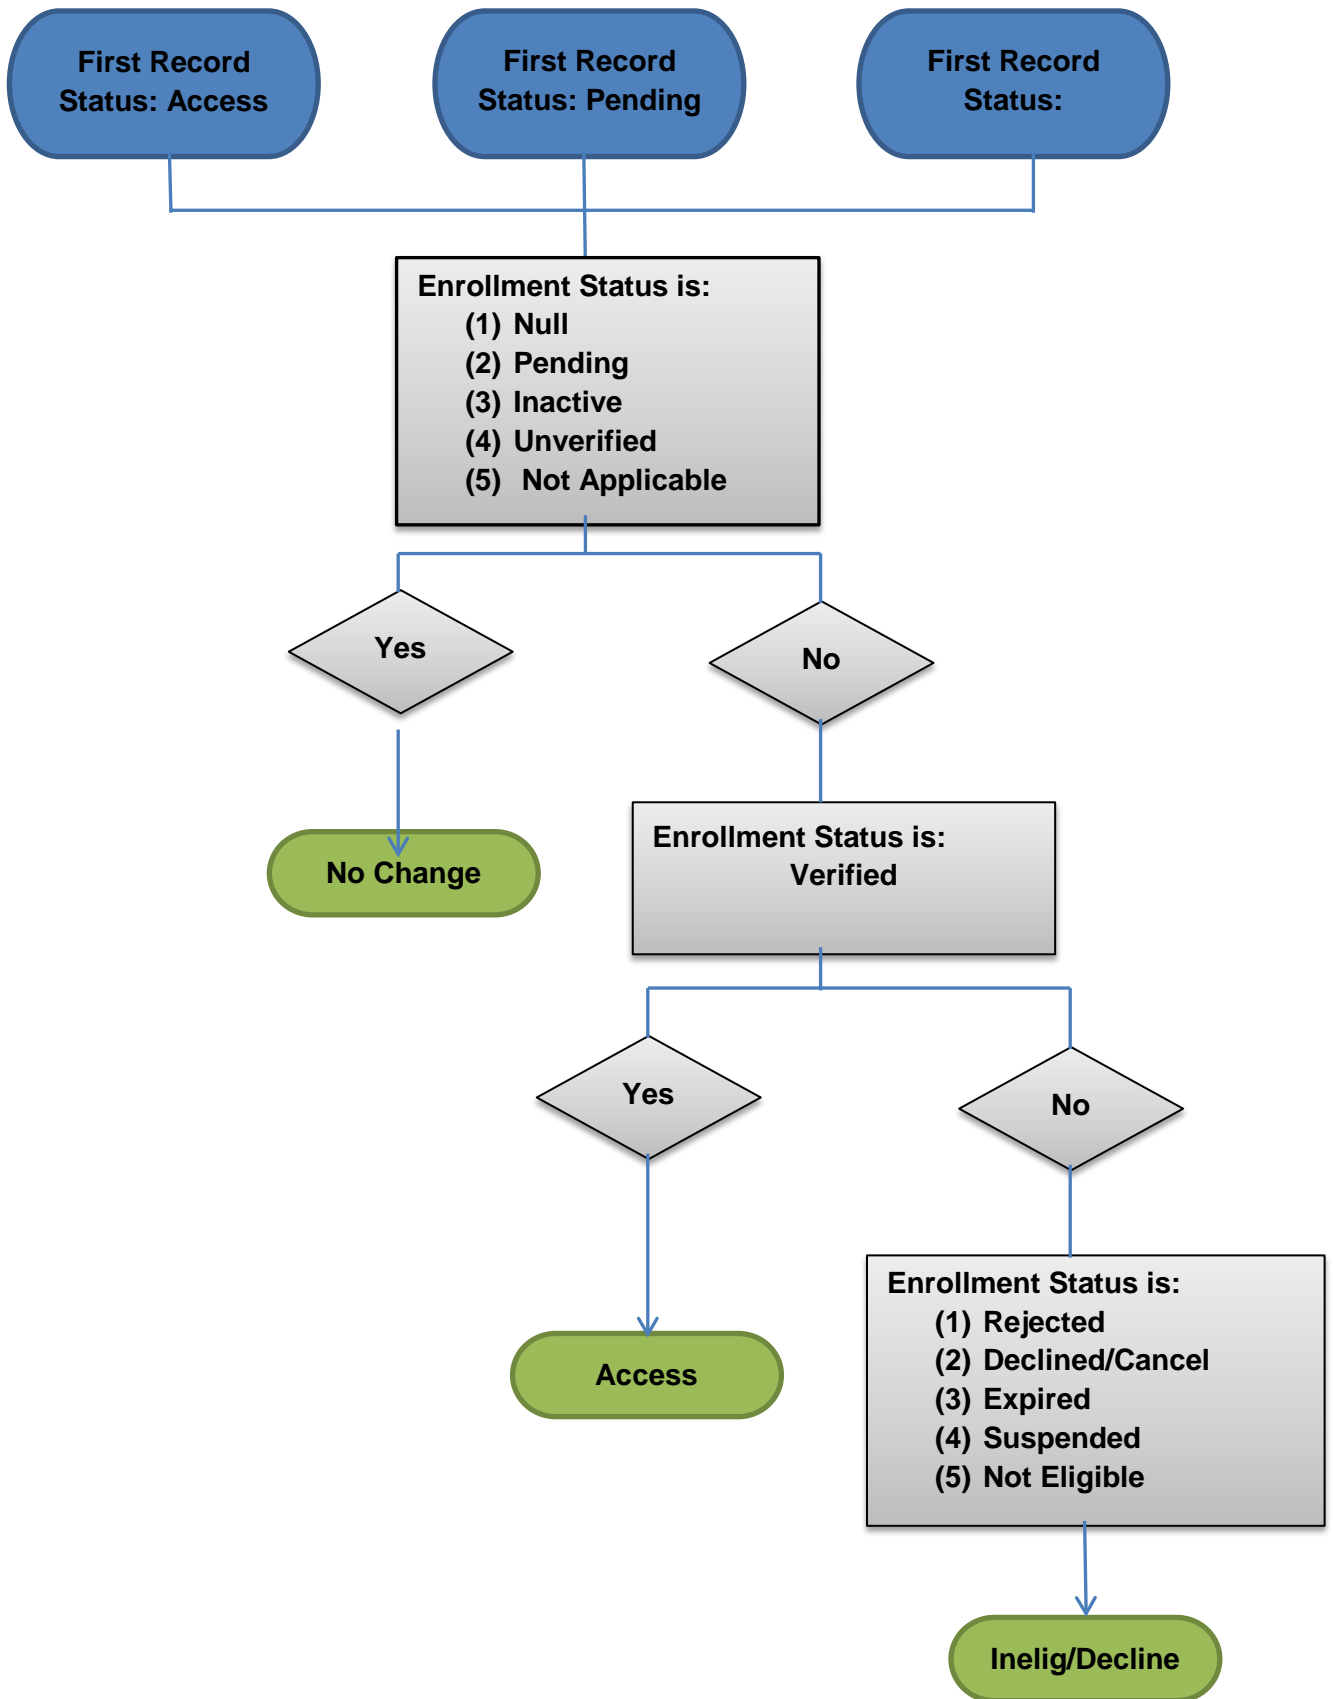 First Record
Status: Access
First Record
Status: Pending
First Record
Status:
Enrollment Status is:
(1) Null
(2) Pending
(3) Inactive
(4) Unverified
(5) Not Applicable
Yes
No
No Change
Enrollment Status is:
Verified
Yes
No
Access
Enrollment Status is:
(1) Rejected
(2) Declined/Cancel
(3) Expired
(4) Suspended
(5) Not Eligible
Inelig/Decline